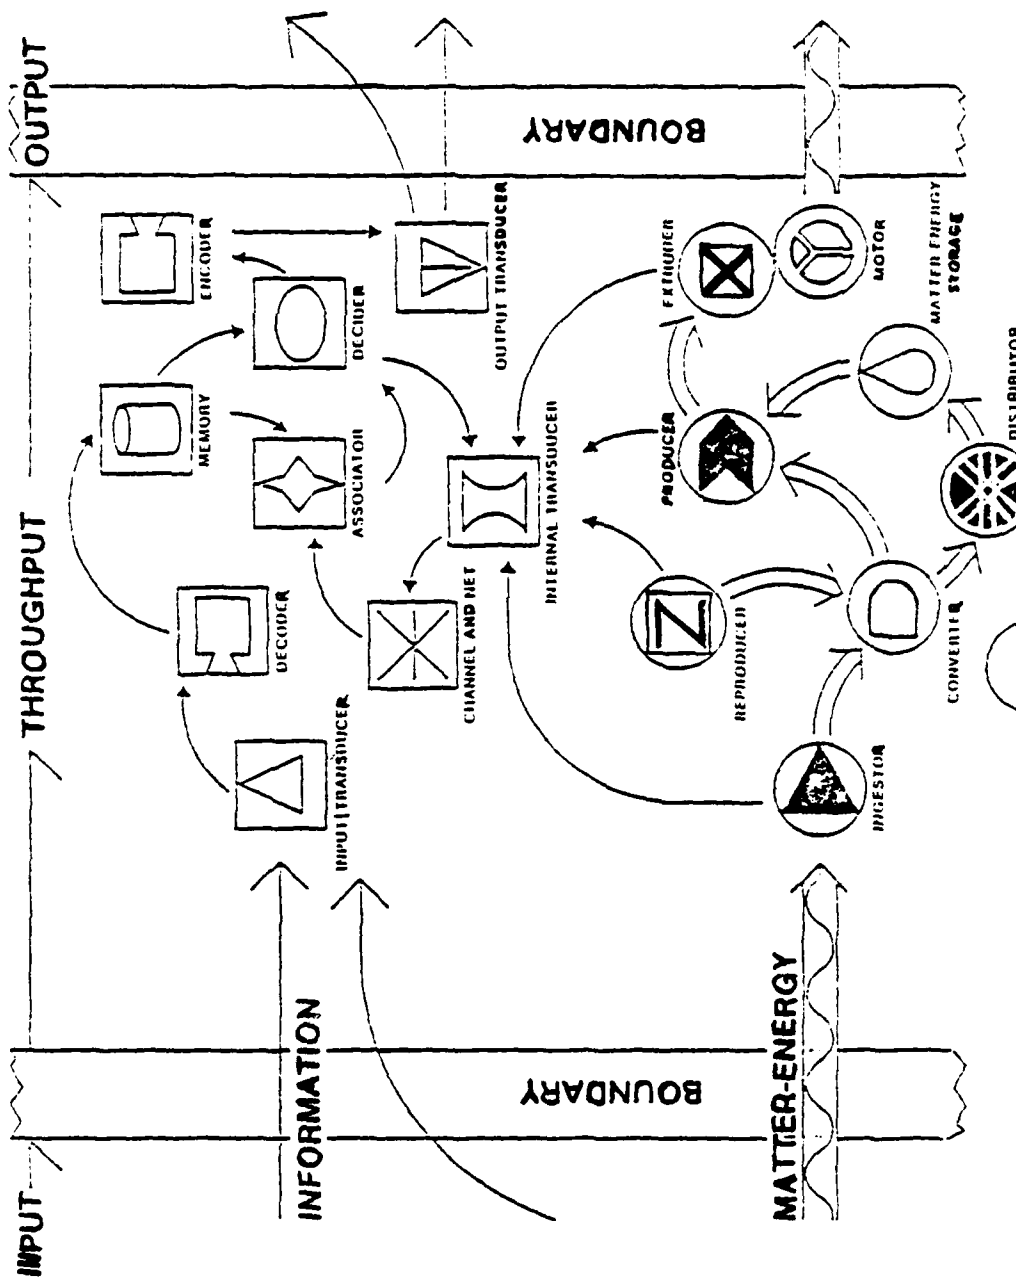 INPUT
THROUGHPUT
OUTPUT
INFORMATION
MATTER-ENERGY
BOUNDARY
BOUNDARY
INPUT TRANSDUCER
DECODER
MEMORY
ENCODER
ASSOCIATOR
DECIDER
CHANNEL AND NET
INTERNAL TRANSDUCER
OUTPUT TRANSDUCER
REPRODUCER
PRODUCER
EXTRUDER
INGESTOR
MOTOR
CONVERTER
MATTER ENERGY
STORAGE
DISTRIBUTOR